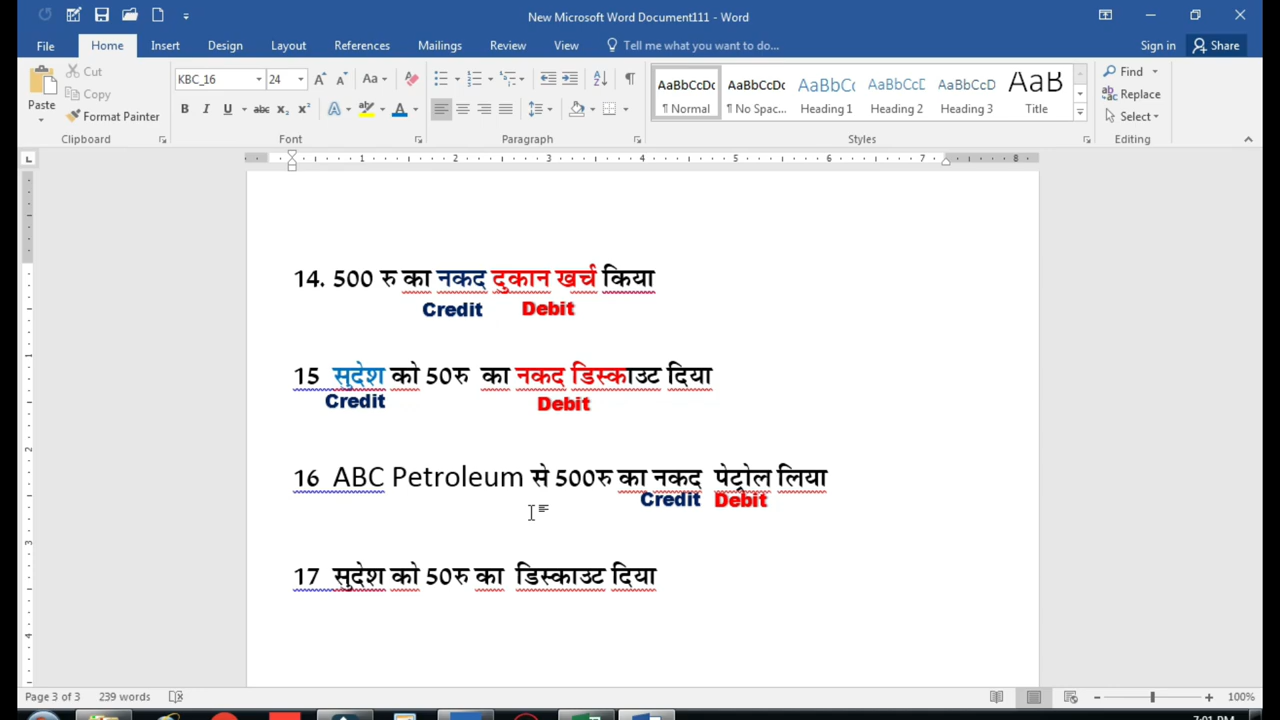 New Microsoft Word Document111 - Word
File Home Insert Design Layout References Mailings Review View Tell me what you want to do... Sign in Share
Paste
Cut
Copy
Format Painter
Clipboard
KBC_16 24
Font
Paragraph
AaBbCcDc AaBbCcDc AaBbC( AaBbCcC AaBbCcDc AaB
¶ Normal ¶ No Spac... Heading 1 Heading 2 Heading 3 Title
Styles
Find
Replace
Select
Editing
14. 500 रु का नकद दुकान खर्च किया
Credit Debit
15 सुदेश को 50रु का नकद डिस्काउट दिया
Credit Debit
16 ABC Petroleum से 500रु का नकद पेट्रोल लिया
Credit Debit
17 सुदेश को 50रु का डिस्काउट दिया
Page 3 of 3 239 words 100%